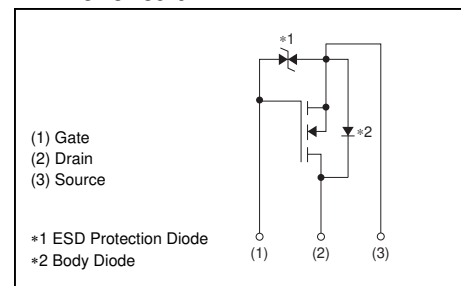 *1
*2
(1) Gate
(2) Drain
(3) Source
*1 ESD Protection Diode
*2 Body Diode
(1) (2) (3)